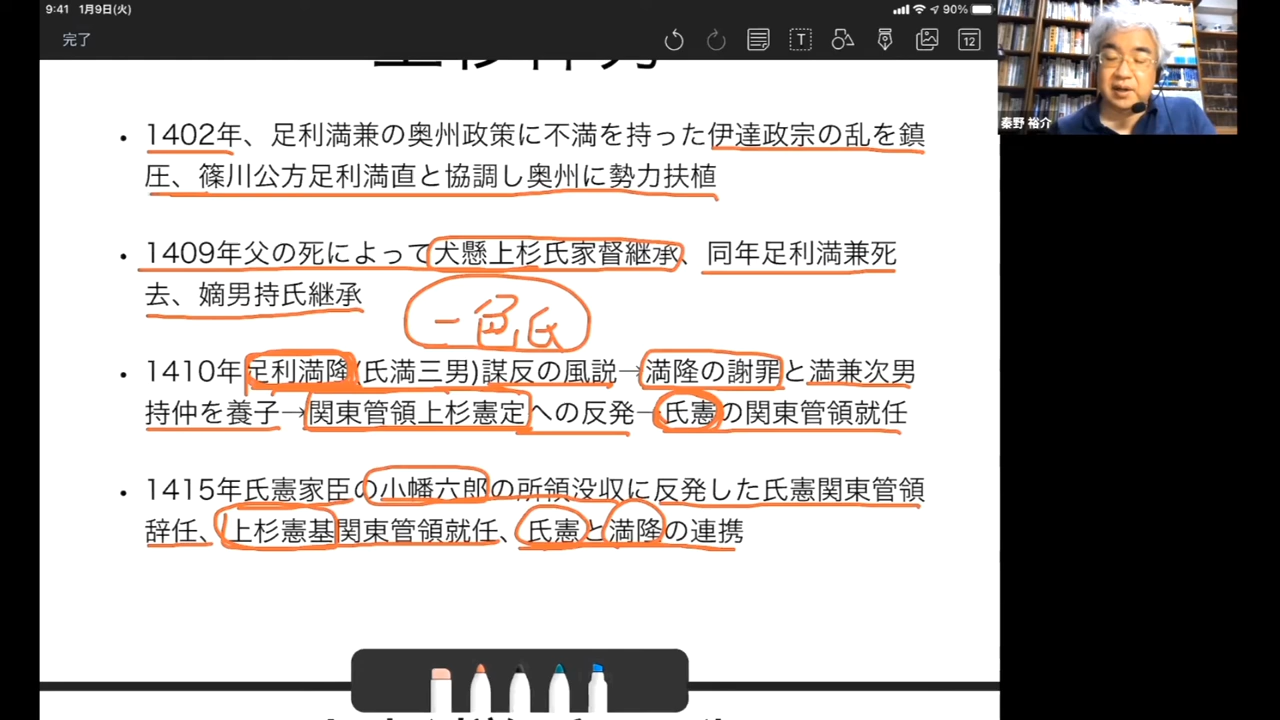 9:41 1月9日(火) 90%
完了
T
12
秦野 裕介
・1402年、足利満兼の奥州政策に不満を持った伊達政宗の乱を鎮
圧、篠川公方足利満直と協調し奥州に勢力扶植
・1409年父の死によって犬懸上杉氏家督継承、同年足利満兼死
去、嫡男持氏継承
一色氏
・1410年足利満隆(氏満三男)謀反の風説→満隆の謝罪と満兼次男
持仲を養子→関東管領上杉憲定への反発→氏憲の関東管領就任
・1415年氏憲家臣の小幡六郎の所領没収に反発した氏憲関東管領
辞任、上杉憲基関東管領就任、氏憲と満隆の連携